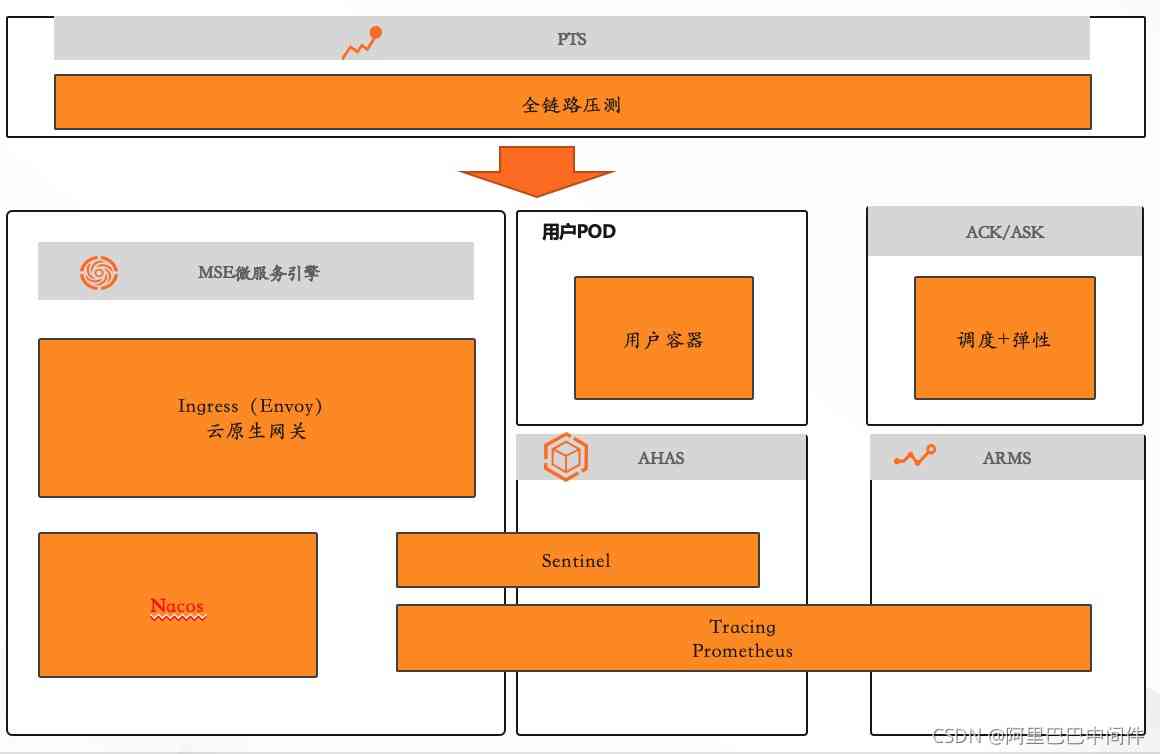 PTS
全链路压测
MSE微服务引擎
Ingress（Envoy）
云原生网关
Nacos
用户POD
用户容器
ACK/ASK
调度+弹性
AHAS
ARMS
Sentinel
Tracing
Prometheus
CSDN @阿里巴巴中间件